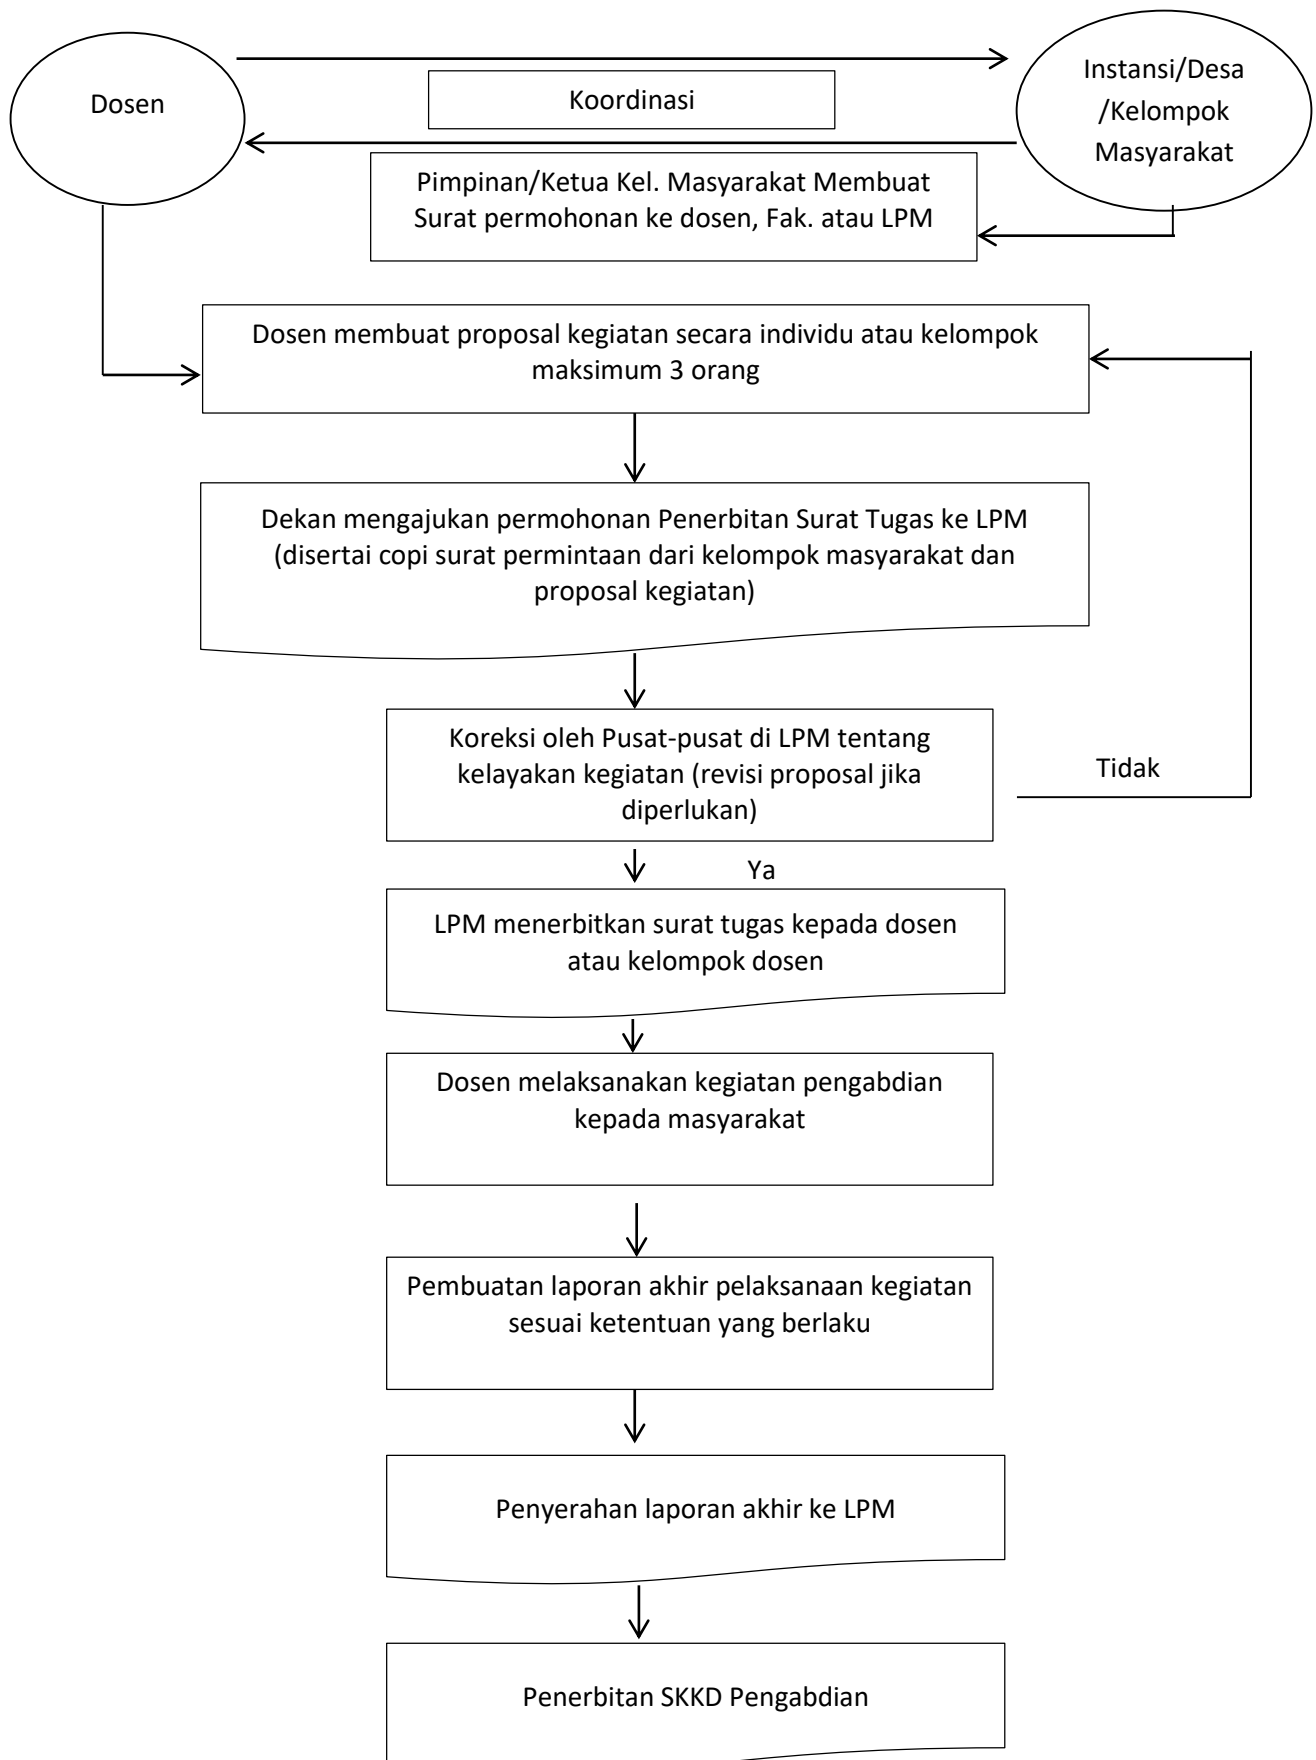 Dosen
Koordinasi
Instansi/Desa
/Kelompok
Masyarakat
Pimpinan/Ketua Kel. Masyarakat Membuat
Surat permohonan ke dosen, Fak. atau LPM
Dosen membuat proposal kegiatan secara individu atau kelompok
maksimum 3 orang
Dekan mengajukan permohonan Penerbitan Surat Tugas ke LPM
(disertai copi surat permintaan dari kelompok masyarakat dan
proposal kegiatan)
Koreksi oleh Pusat-pusat di LPM tentang
kelayakan kegiatan (revisi proposal jika
diperlukan)
Tidak
Ya
LPM menerbitkan surat tugas kepada dosen
atau kelompok dosen
Dosen melaksanakan kegiatan pengabdian
kepada masyarakat
Pembuatan laporan akhir pelaksanaan kegiatan
sesuai ketentuan yang berlaku
Penyerahan laporan akhir ke LPM
Penerbitan SKKD Pengabdian